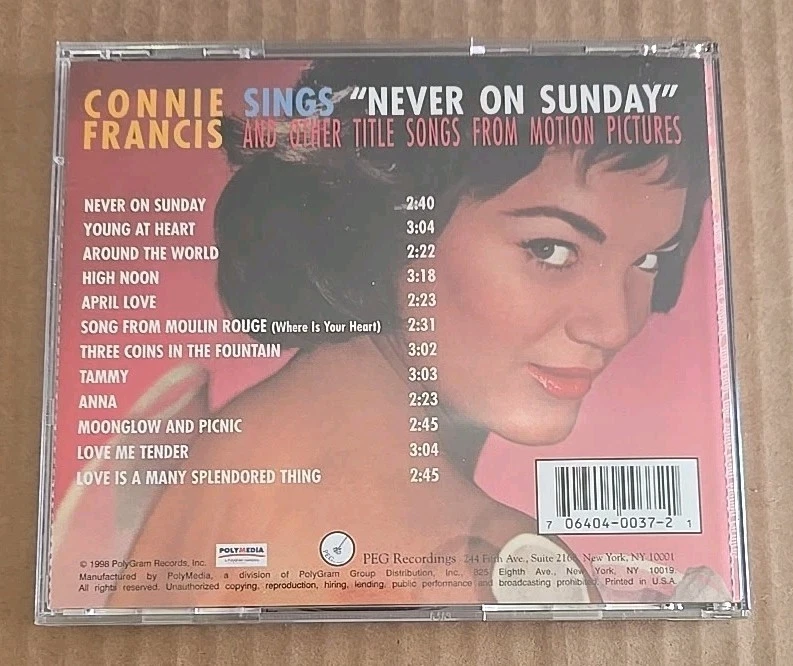 CONNIE SINGS "NEVER ON SUNDAY"
FRANCIS AND OTHER TITLE SONGS FROM MOTION PICTURES
NEVER ON SUNDAY 2:40
YOUNG AT HEART 3:04
AROUND THE WORLD 2:22
HIGH NOON 3:18
APRIL LOVE 2:23
SONG FROM MOULIN ROUGE (Where Is Your Heart) 2:31
THREE COINS IN THE FOUNTAIN 3:02
TAMMY 3:03
ANNA 2:23
MOONGLOW AND PICNIC 2:45
LOVE ME TENDER 3:04
LOVE IS A MANY SPLENDORED THING 2:45
7 06404-0037-2 1
POLYMEDIA
PEG
© 1998 PolyGram Records, Inc.
PEG Recordings 244 Fifth Ave., Suite New York, NY 10001
Manufactured by PolyMedia, a division of PolyGram Group Distribution, Inc., 825 Eighth Ave., New York, NY 10019.
All rights reserved. Unauthorized copying, reproduction, hiring, lending, public performance and broadcasting prohibited. Printed in U.S.A.